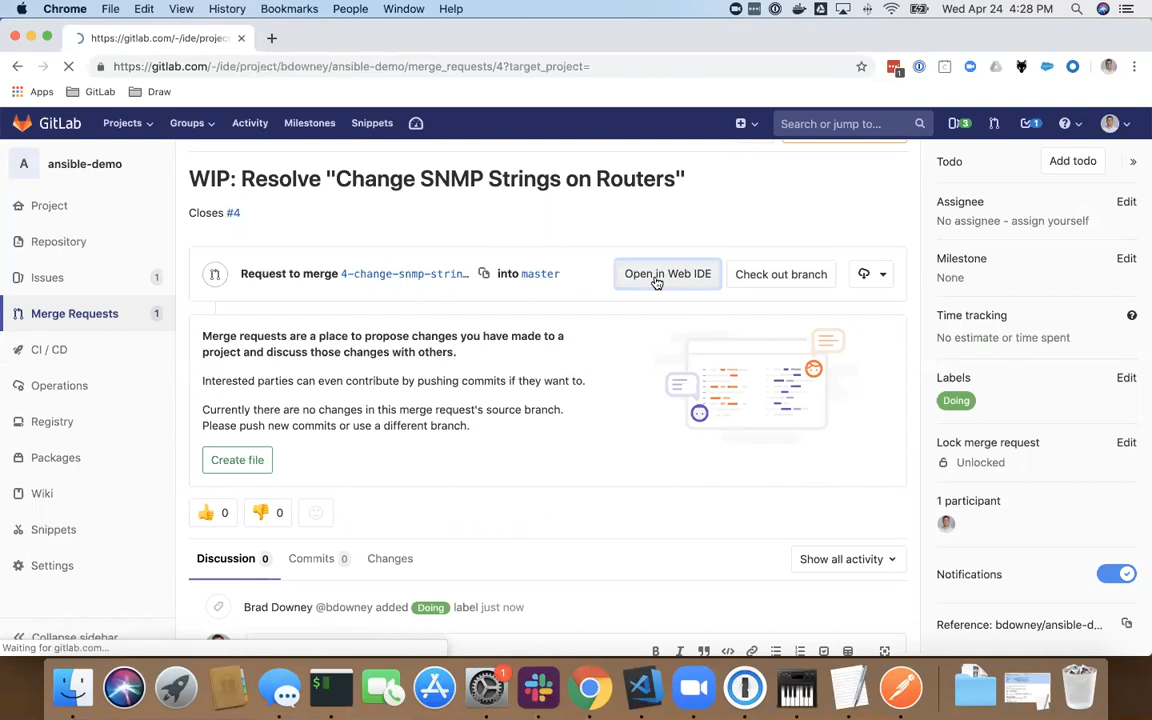 Chrome File Edit View History Bookmarks People Window Help Wed Apr 24 4:28 PM
https://gitlab.com/-/ide/projec
https://gitlab.com/-/ide/project/bdowney/ansible-demo/merge_requests/4?target_project= 1
Apps GitLab Draw
GitLab Projects Groups Activity Milestones Snippets Search or jump to... 3 1
A ansible-demo
Project
Repository
Issues 1
Merge Requests 1
CI / CD
Operations
Registry
Packages
Wiki
Snippets
Settings
Collapse sidebar
Waiting for gitlab.com...
WIP: Resolve "Change SNMP Strings on Routers"
Closes #4
Request to merge 4-change-snmp-strin… into master Open in Web IDE Check out branch
Merge requests are a place to propose changes you have made to a
project and discuss those changes with others.
Interested parties can even contribute by pushing commits if they want to.
Currently there are no changes in this merge request's source branch.
Please push new commits or use a different branch.
Create file
0 0
Discussion 0 Commits 0 Changes Show all activity
Brad Downey @bdowney added Doing label just now
B I
Todo Add todo »
Assignee Edit
No assignee - assign yourself
Milestone Edit
None
Time tracking
No estimate or time spent
Labels Edit
Doing
Lock merge request Edit
Unlocked
1 participant
Notifications
Reference: bdowney/ansible-d...
$ 1